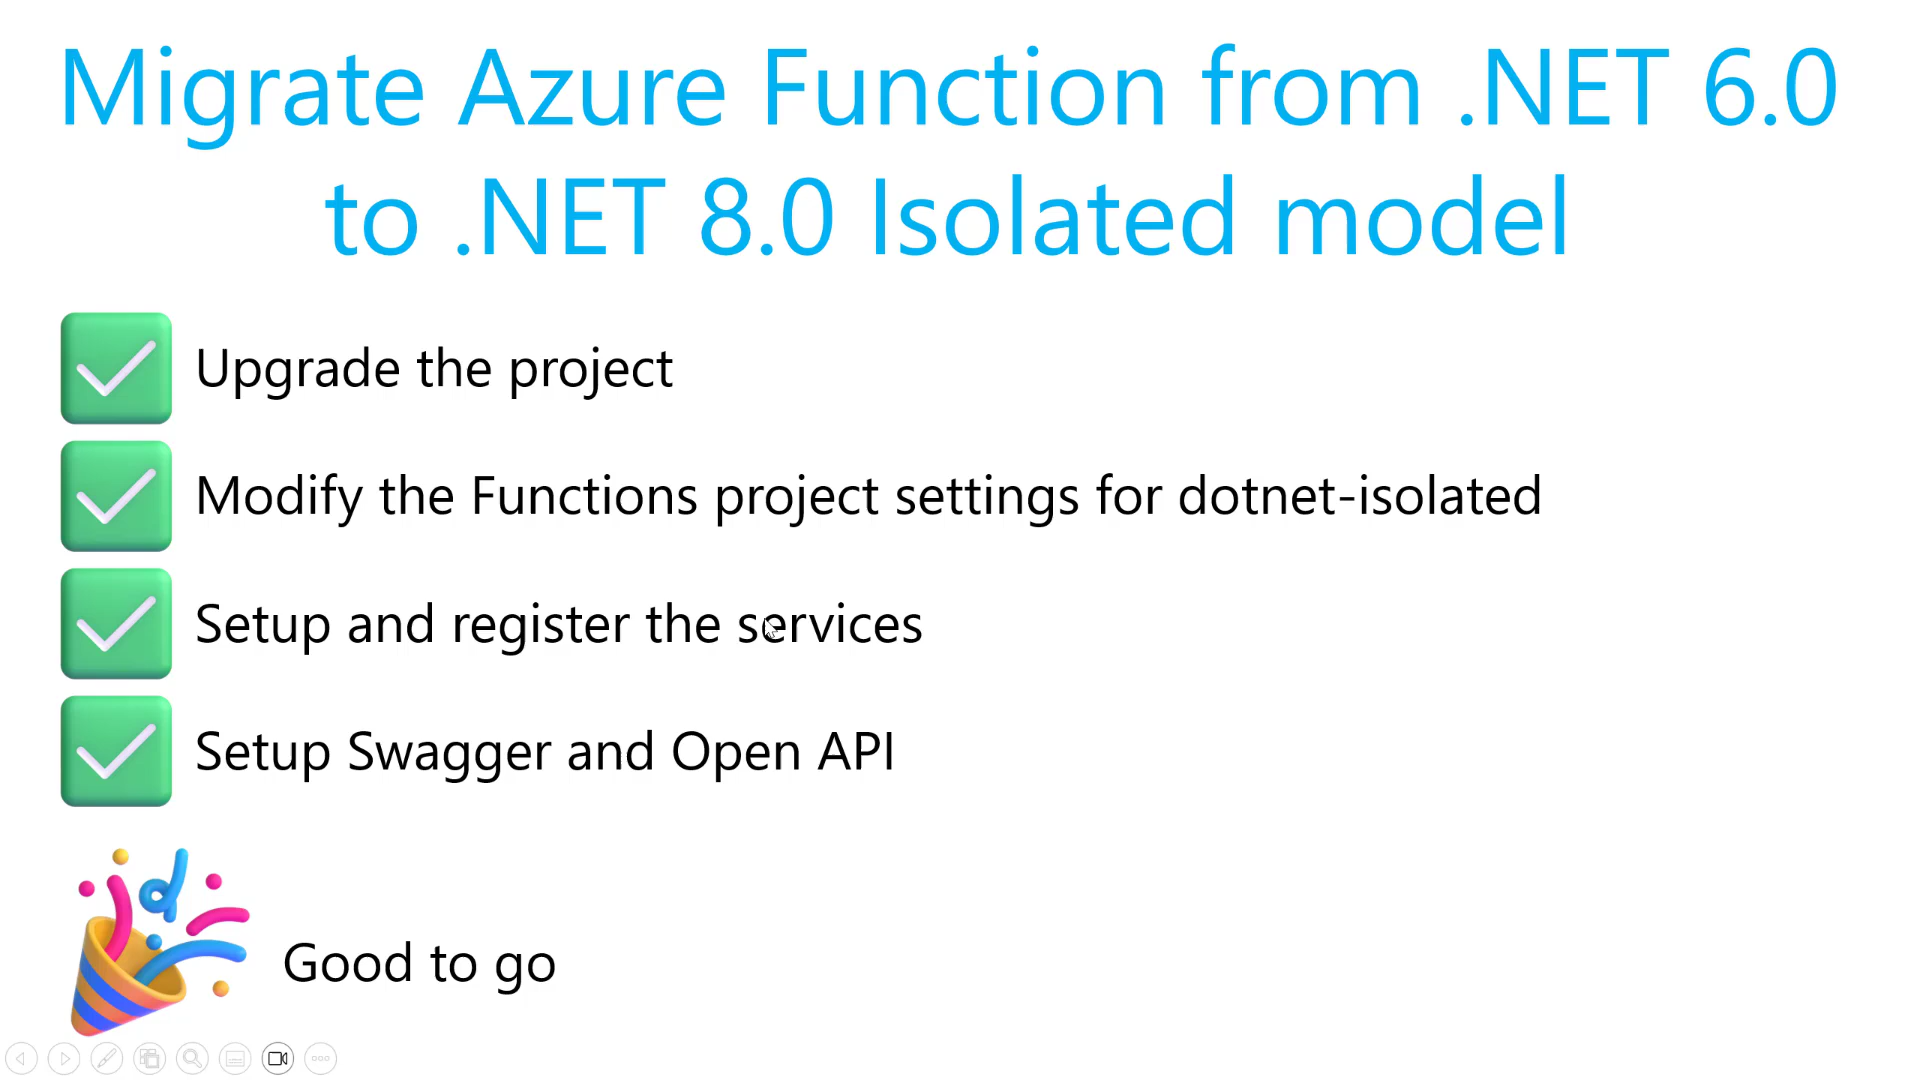 Migrate Azure Function from .NET 6.0
to .NET 8.0 Isolated model
Upgrade the project
Modify the Functions project settings for dotnet-isolated
Setup and register the services
Setup Swagger and Open API
Good to go